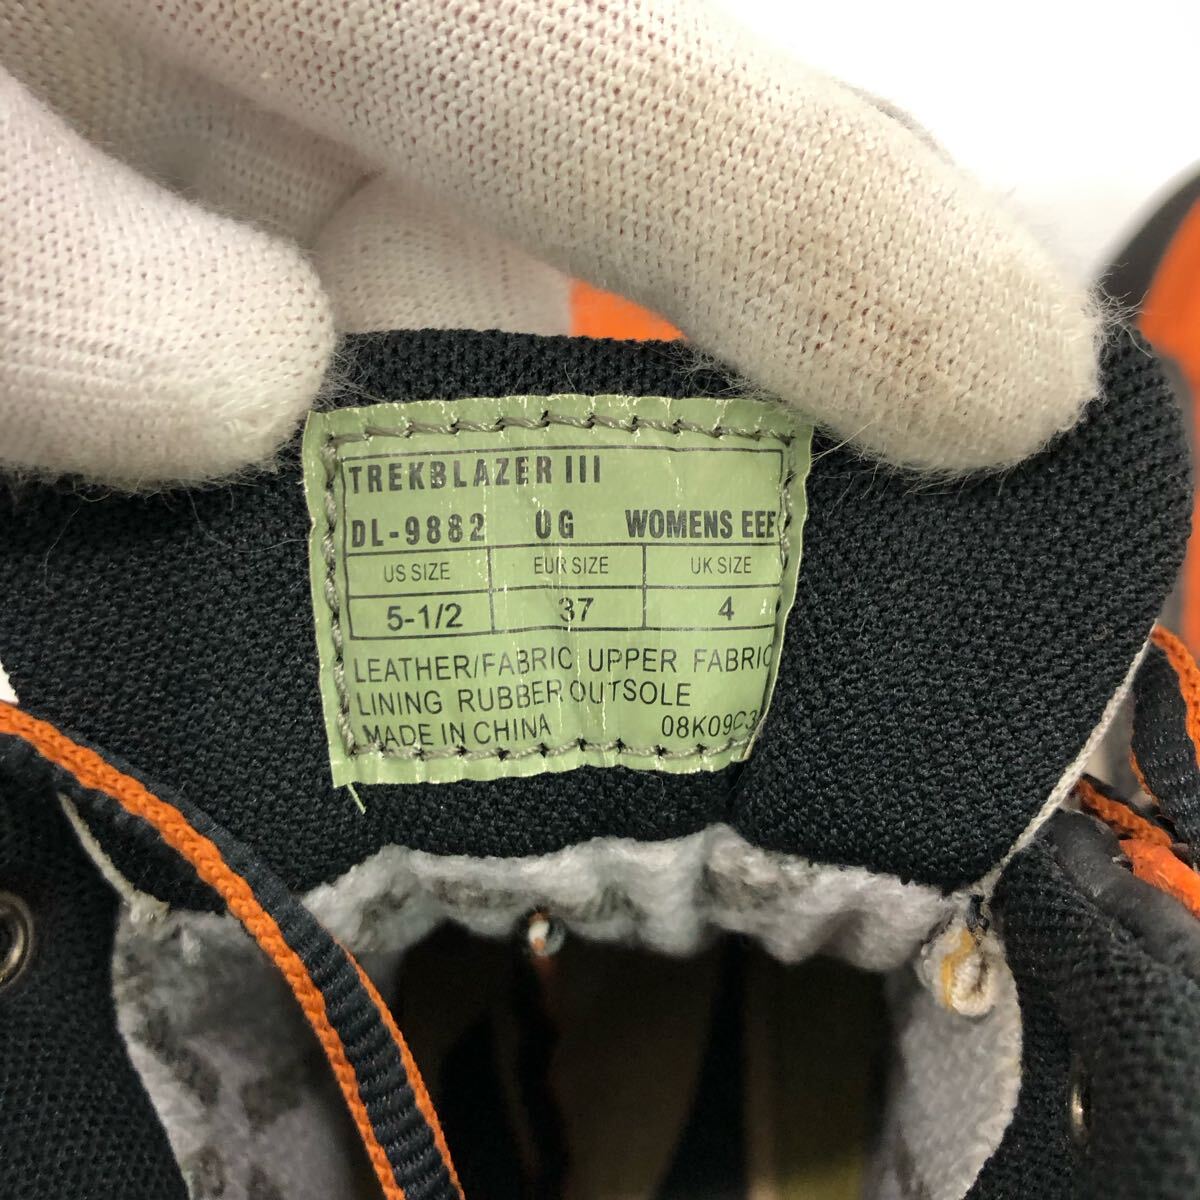 TREKBLAZER III
DL-9882 OG WOMENS EEE
US SIZE EUR SIZE UK SIZE
5-1/2 37 4
LEATHER/FABRIC UPPER FABRIC
LINING RUBBER OUTSOLE
MADE IN CHINA 08K09C3